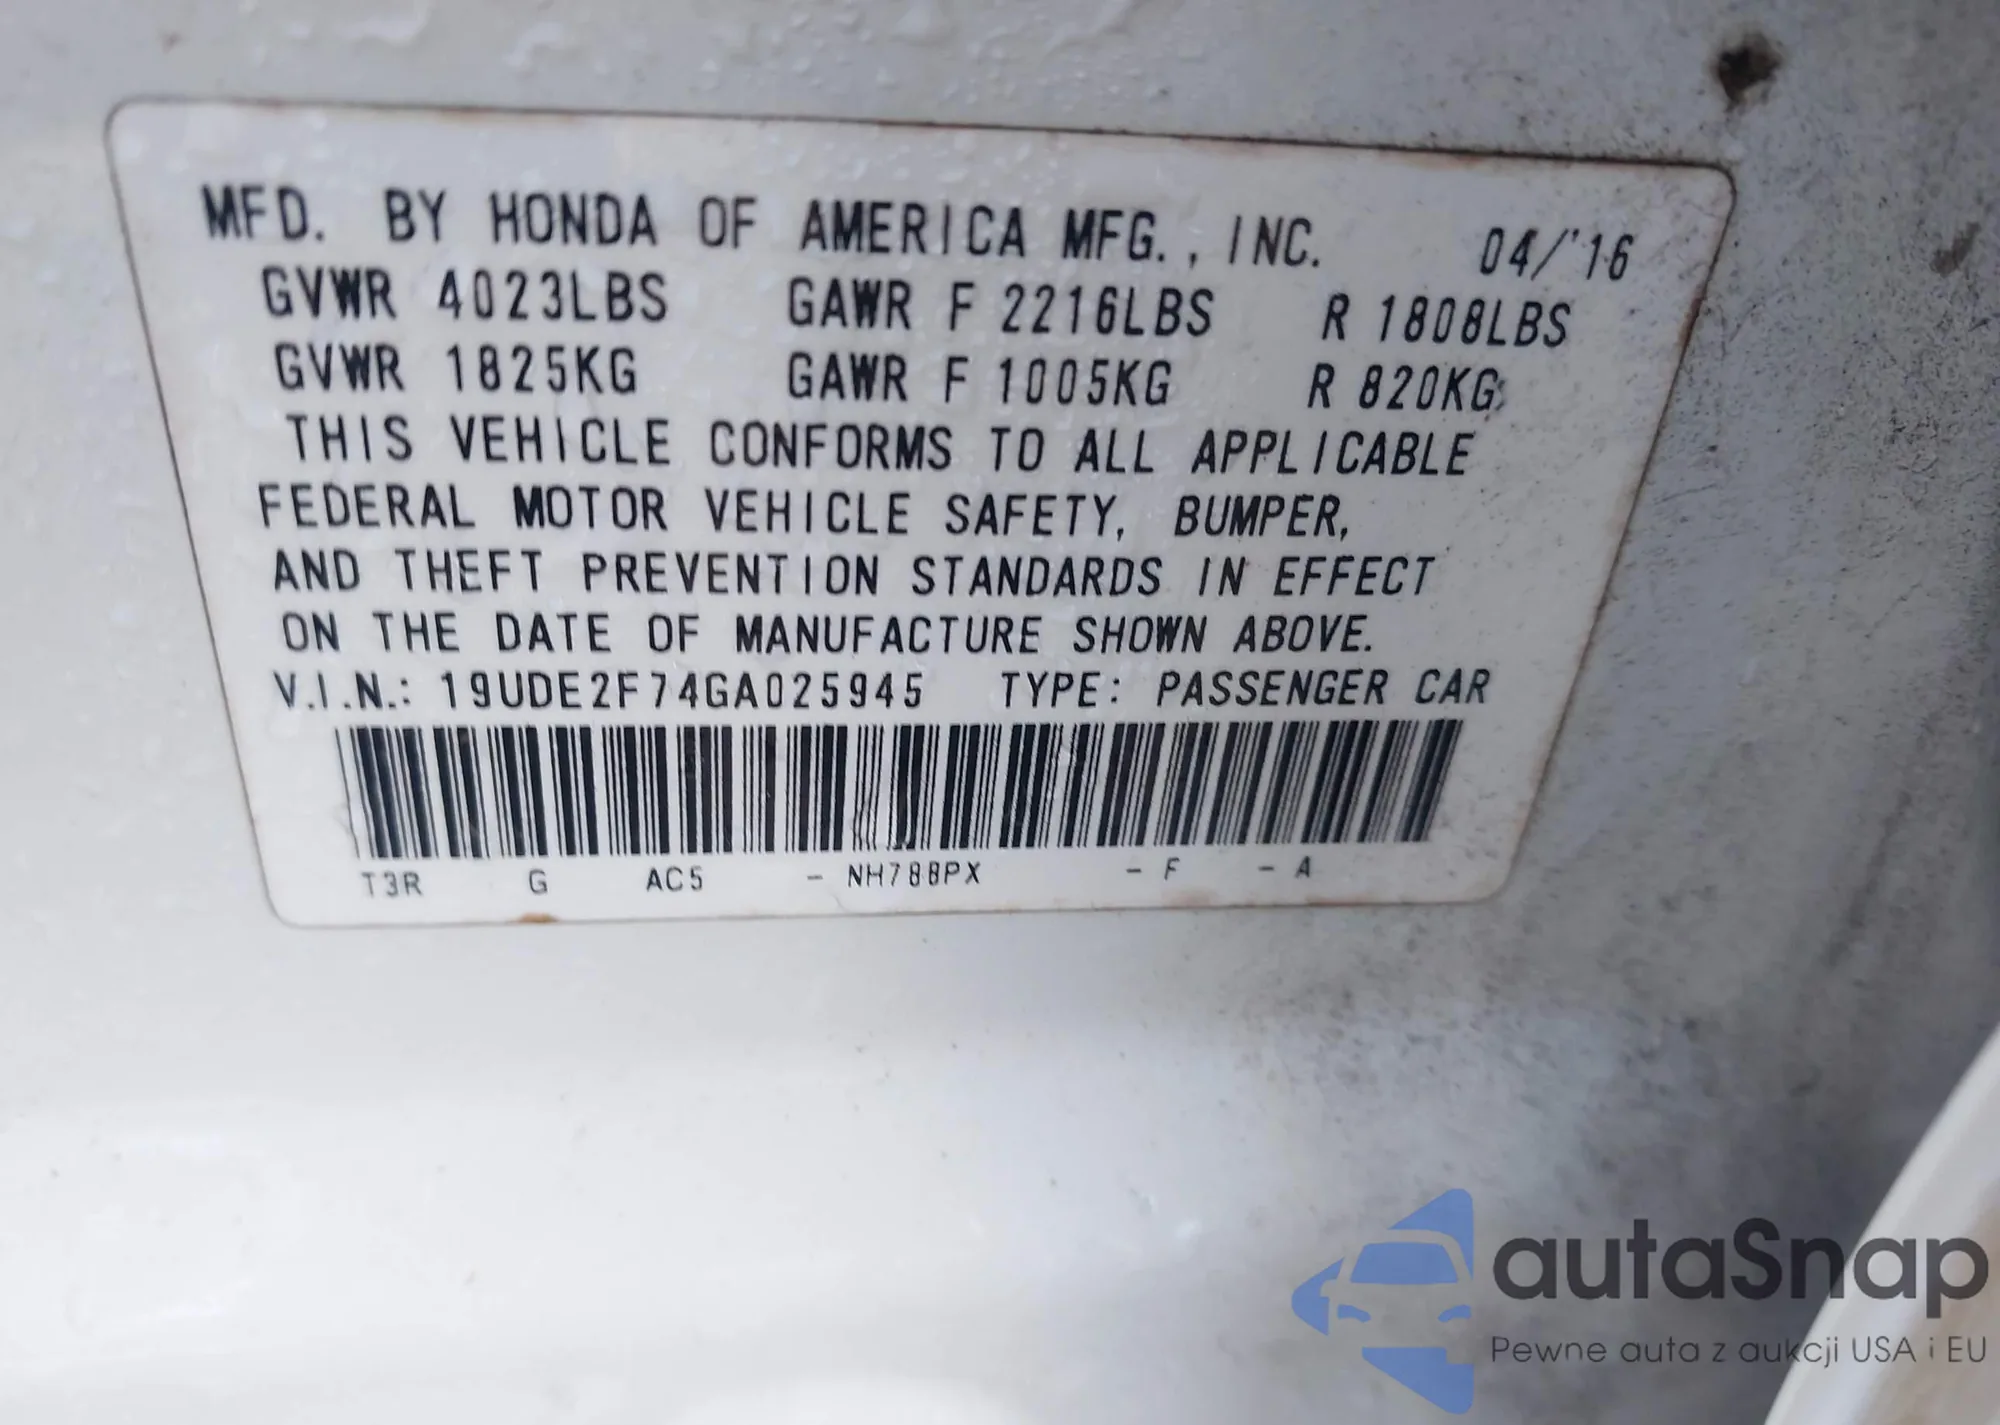 MFD. BY HONDA OF AMERICA MFG., INC. 04/'16
GVWR 4023LBS GAWR F 2216LBS R 1808LBS
GVWR 1825KG GAWR F 1005KG R 820KG
THIS VEHICLE CONFORMS TO ALL APPLICABLE
FEDERAL MOTOR VEHICLE SAFETY, BUMPER,
AND THEFT PREVENTION STANDARDS IN EFFECT
ON THE DATE OF MANUFACTURE SHOWN ABOVE.
V.I.N.: 19UDE2F74GA025945 TYPE: PASSENGER CAR
T3R G AC5 - NH788PX - F - A
autaSnap
Pewne auta z aukcji USA i EU